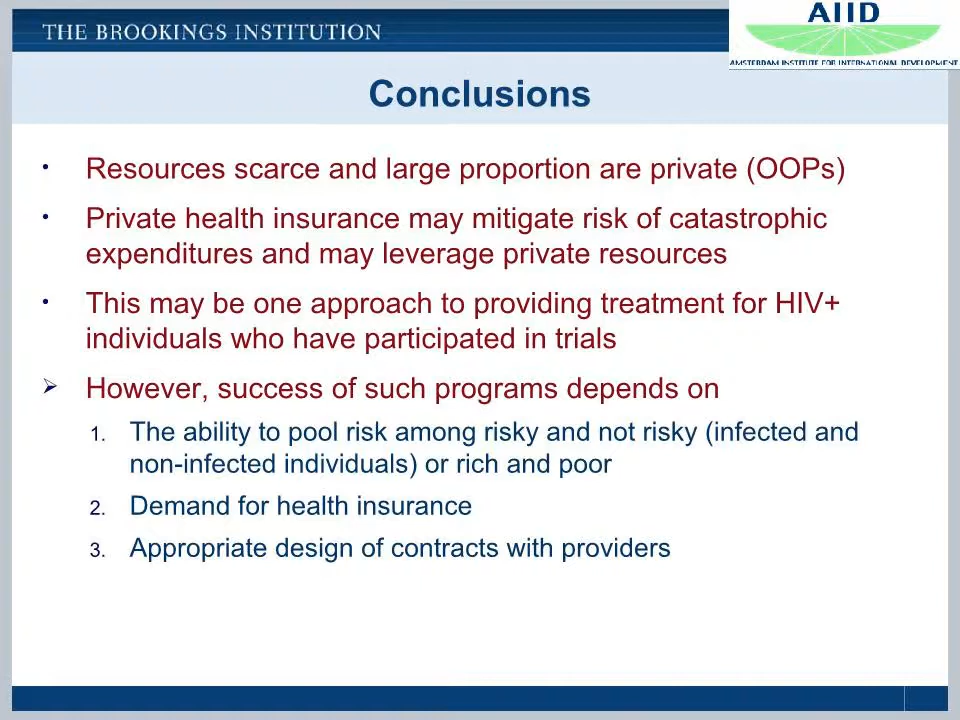 THE BROOKINGS INSTITUTION
AIID
AMSTERDAM INSTITUTE FOR INTERNATIONAL DEVELOPMENT
Conclusions
• Resources scarce and large proportion are private (OOPs)
• Private health insurance may mitigate risk of catastrophic
expenditures and may leverage private resources
• This may be one approach to providing treatment for HIV+
individuals who have participated in trials
➢ However, success of such programs depends on
1. The ability to pool risk among risky and not risky (infected and
non-infected individuals) or rich and poor
2. Demand for health insurance
3. Appropriate design of contracts with providers